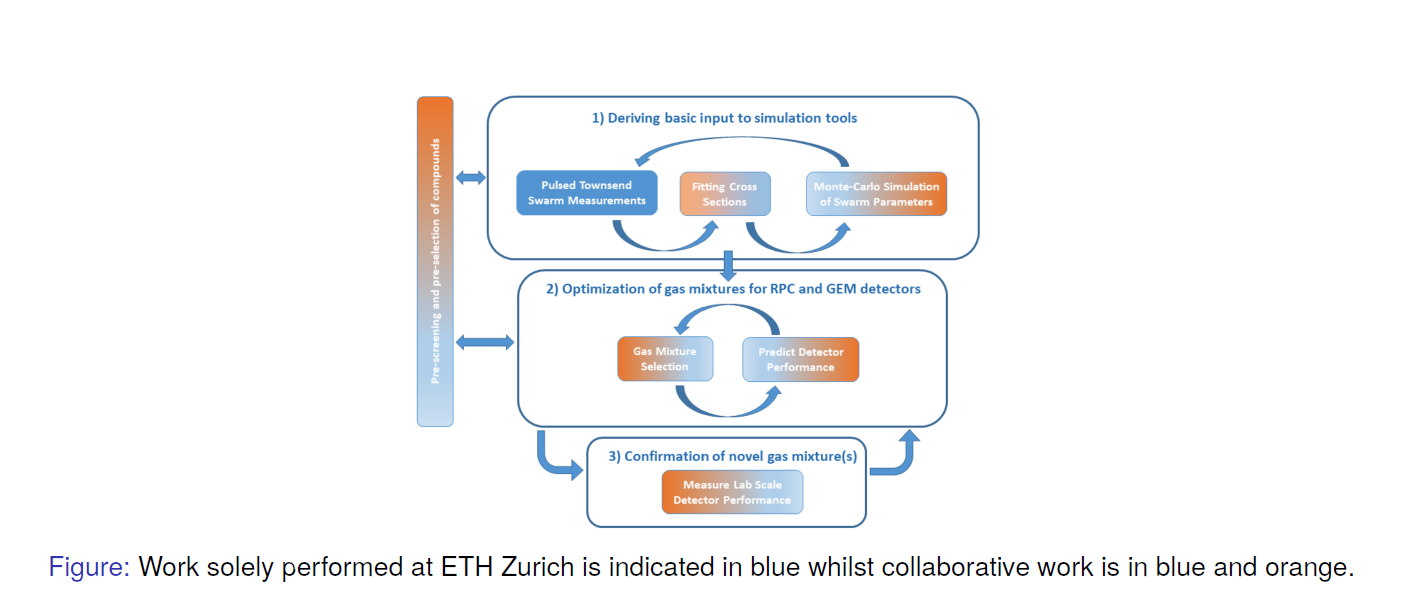 Pre-screening and pre-selection of compounds
1) Deriving basic input to simulation tools
Pulsed Townsend
Swarm Measurements
Fitting Cross
Sections
Monte-Carlo Simulation
of Swarm Parameters
2) Optimization of gas mixtures for RPC and GEM detectors
Gas Mixture
Selection
Predict Detector
Performance
3) Confirmation of novel gas mixture(s)
Measure Lab Scale
Detector Performance
Figure: Work solely performed at ETH Zurich is indicated in blue whilst collaborative work is in blue and orange.